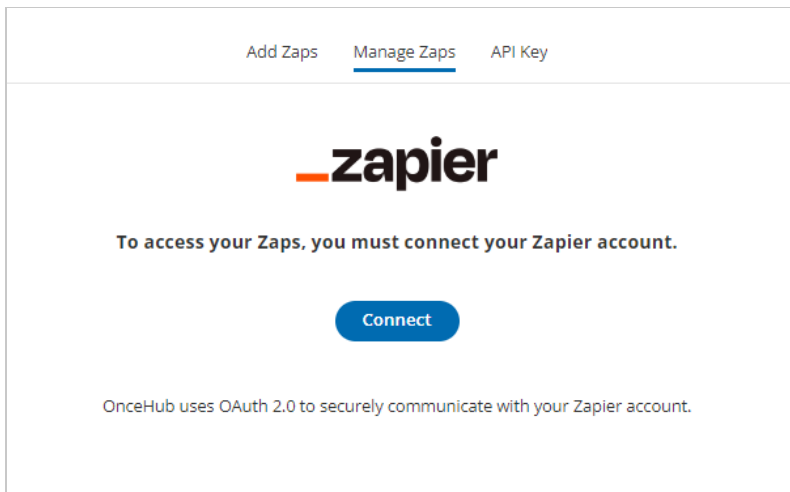 Add Zaps Manage Zaps API Key
_zapier
To access your Zaps, you must connect your Zapier account.
Connect
OnceHub uses OAuth 2.0 to securely communicate with your Zapier account.